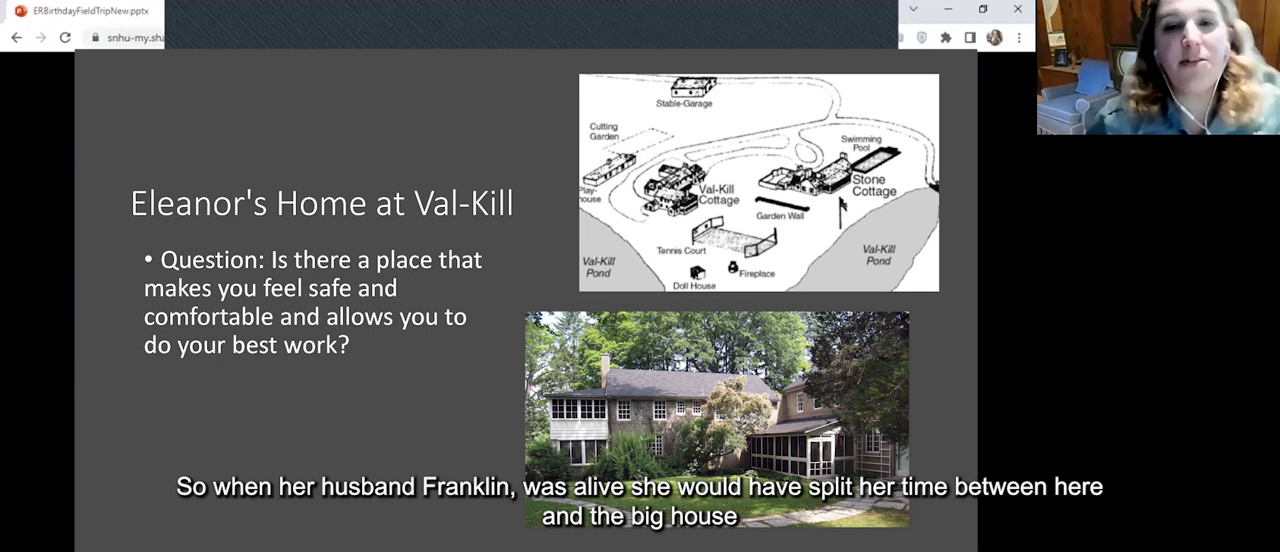 ERBirthdayFieldTripNew.pptx
snhu-my.sha
Eleanor's Home at Val-Kill
• Question: Is there a place that
makes you feel safe and
comfortable and allows you to
do your best work?
Stable-Garage
Cutting
Garden
Swimming
Pool
Play-
house
Val-Kill
Cottage
Stone
Cottage
Garden Wall
Tennis Court
Val-Kill
Pond
Val-Kill
Pond
Fireplace
Doll House
So when her husband Franklin, was alive she would have split her time between here
and the big house